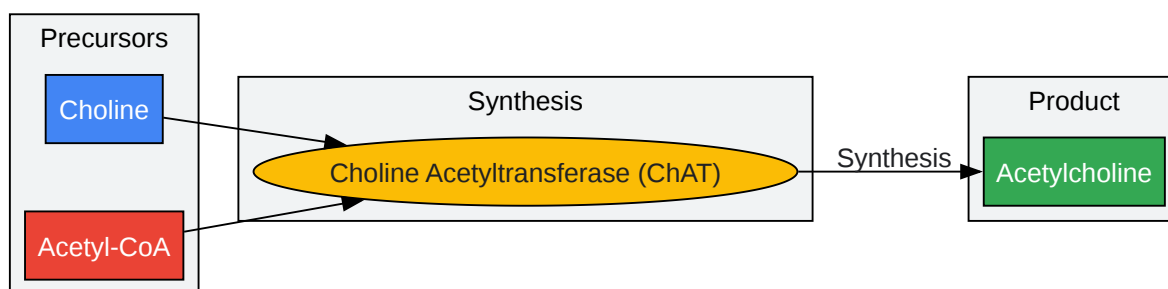 Precursors
Choline
Acetyl-CoA
Synthesis
Choline Acetyltransferase (ChAT)
Synthesis
Product
Acetylcholine